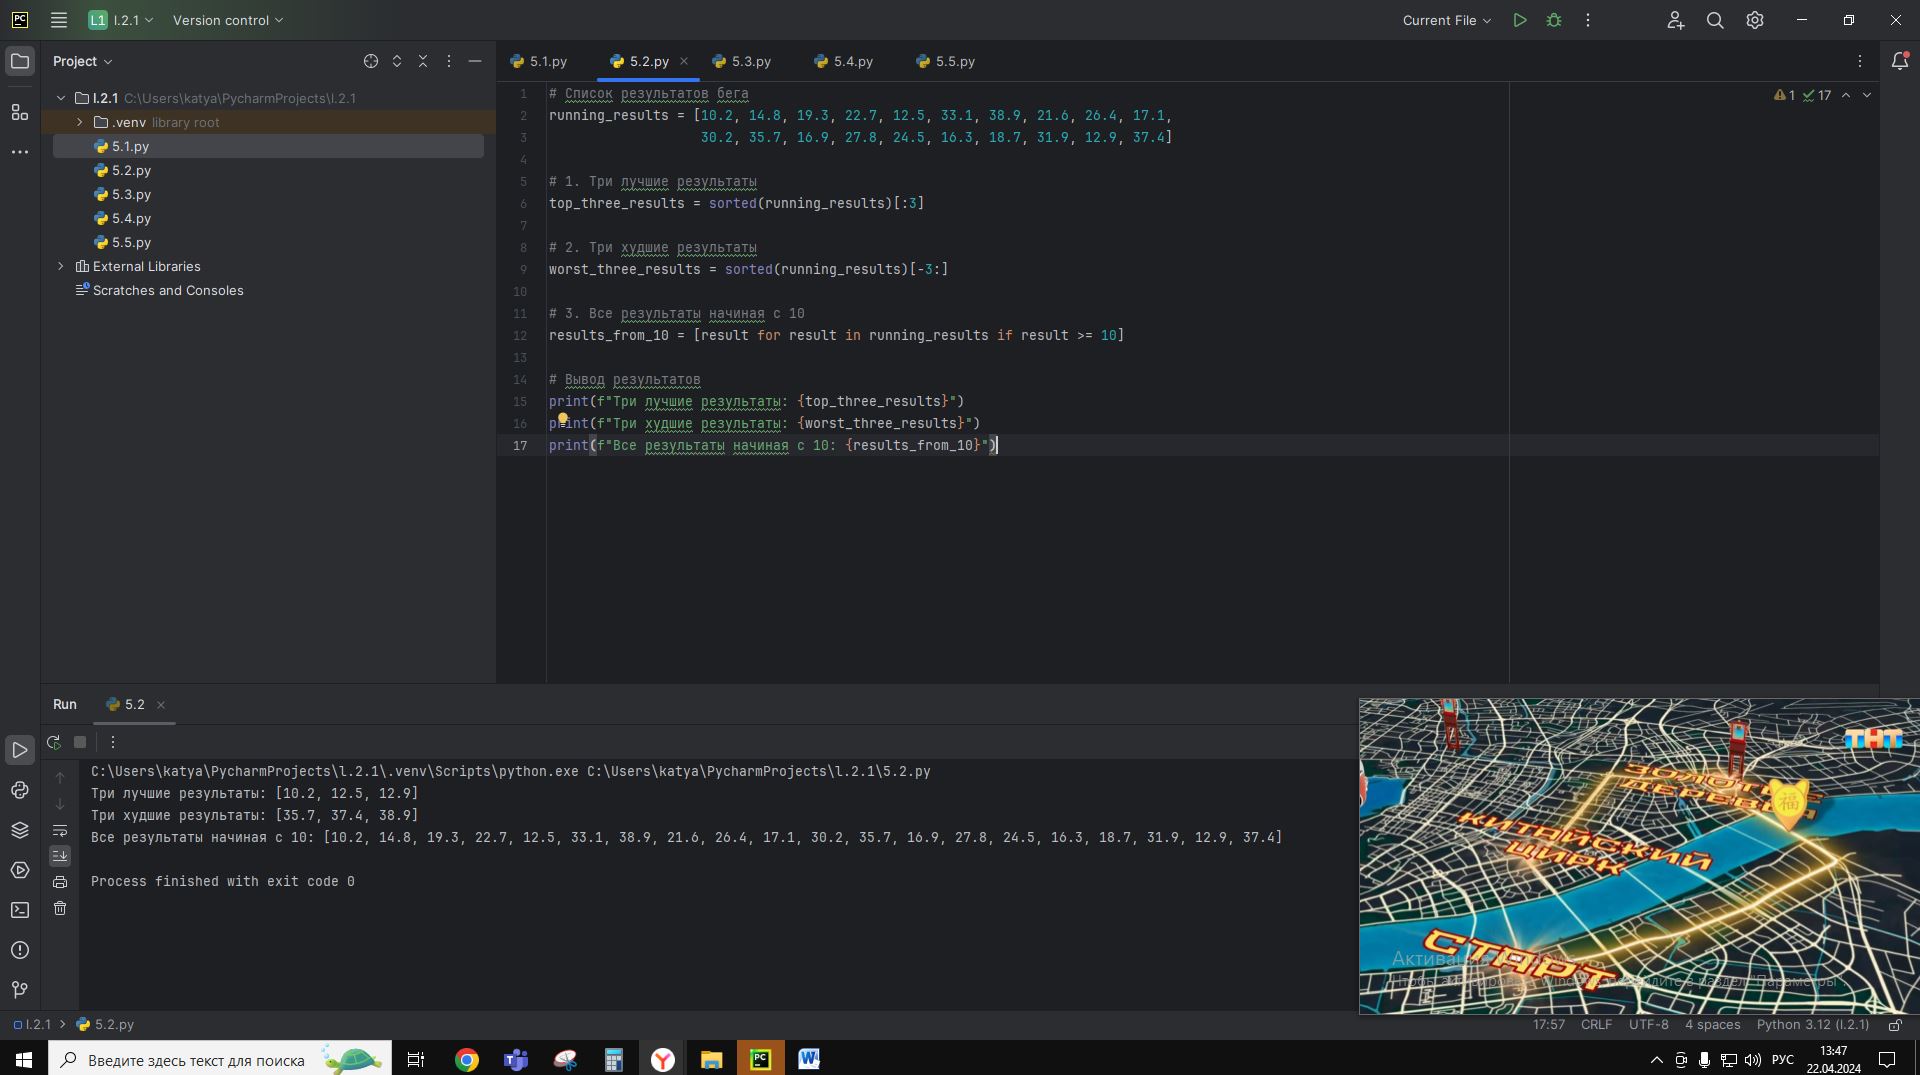 PC
L1 l.2.1
Version control
Current File
Project
l.2.1 C:\Users\katya\PycharmProjects\l.2.1
.venv library root
5.1.py
5.2.py
5.3.py
5.4.py
5.5.py
External Libraries
Scratches and Consoles
5.1.py 5.2.py 5.3.py 5.4.py 5.5.py
1 17
1 # Список результатов бега
2 running_results = [10.2, 14.8, 19.3, 22.7, 12.5, 33.1, 38.9, 21.6, 26.4, 17.1,
3 30.2, 35.7, 16.9, 27.8, 24.5, 16.3, 18.7, 31.9, 12.9, 37.4]
4
5 # 1. Три лучшие результаты
6 top_three_results = sorted(running_results)[:3]
7
8 # 2. Три худшие результаты
9 worst_three_results = sorted(running_results)[-3:]
10
11 # 3. Все результаты начиная с 10
12 results_from_10 = [result for result in running_results if result >= 10]
13
14 # Вывод результатов
15 print(f"Три лучшие результаты: {top_three_results}")
16 print(f"Три худшие результаты: {worst_three_results}")
17 print(f"Все результаты начиная с 10: {results_from_10}")
Run 5.2
C:\Users\katya\PycharmProjects\l.2.1\.venv\Scripts\python.exe C:\Users\katya\PycharmProjects\l.2.1\5.2.py
Три лучшие результаты: [10.2, 12.5, 12.9]
Три худшие результаты: [35.7, 37.4, 38.9]
Все результаты начиная с 10: [10.2, 14.8, 19.3, 22.7, 12.5, 33.1, 38.9, 21.6, 26.4, 17.1, 30.2, 35.7, 16.9, 27.8, 24.5, 16.3, 18.7, 31.9, 12.9, 37.4]
Process finished with exit code 0
ТНТ
ЗОЛОТЫЕ
ДЕРЕВЬЯ
福
КИТАЙСКИЙ
ЦИРК
СТАРТ
Активация Windows
Чтобы активировать Windows, перейдите в раздел "Параметры".
l.2.1 5.2.py
17:57 CRLF UTF-8 4 spaces Python 3.12 (l.2.1)
Введите здесь текст для поиска
PC
РУС
13:47
22.04.2024